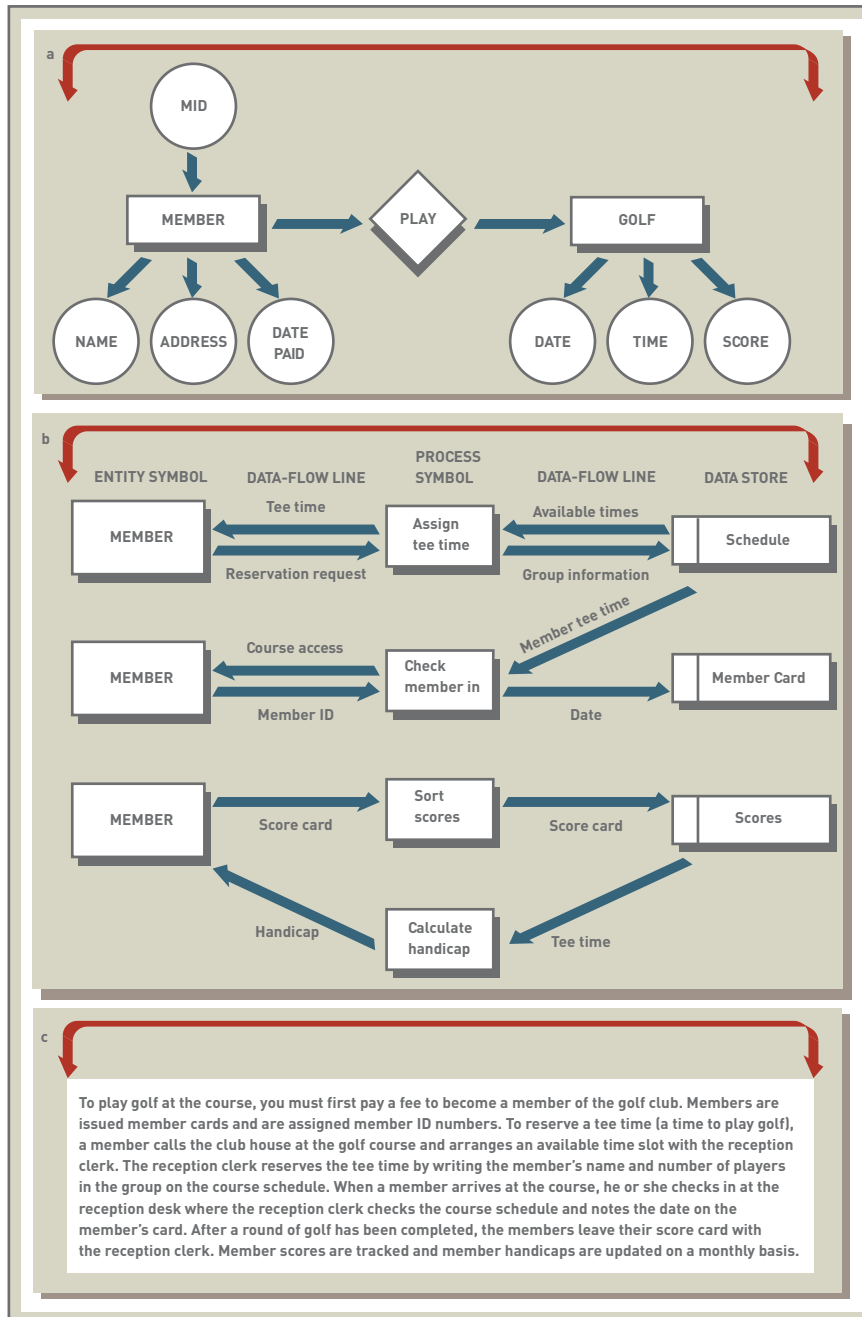 a
MID
MEMBER
PLAY
GOLF
NAME
ADDRESS
DATE
PAID
DATE
TIME
SCORE
b
ENTITY SYMBOL
DATA-FLOW LINE
PROCESS
SYMBOL
DATA-FLOW LINE
DATA STORE
MEMBER
Tee time
Reservation request
Assign
tee time
Available times
Group information
Schedule
Member tee time
MEMBER
Course access
Member ID
Check
member in
Date
Member Card
MEMBER
Score card
Sort
scores
Score card
Scores
Handicap
Calculate
handicap
Tee time
c
To play golf at the course, you must first pay a fee to become a member of the golf club. Members are
issued member cards and are assigned member ID numbers. To reserve a tee time (a time to play golf),
a member calls the club house at the golf course and arranges an available time slot with the reception
clerk. The reception clerk reserves the tee time by writing the member's name and number of players
in the group on the course schedule. When a member arrives at the course, he or she checks in at the
reception desk where the reception clerk checks the course schedule and notes the date on the
member's card. After a round of golf has been completed, the members leave their score card with
the reception clerk. Member scores are tracked and member handicaps are updated on a monthly basis.